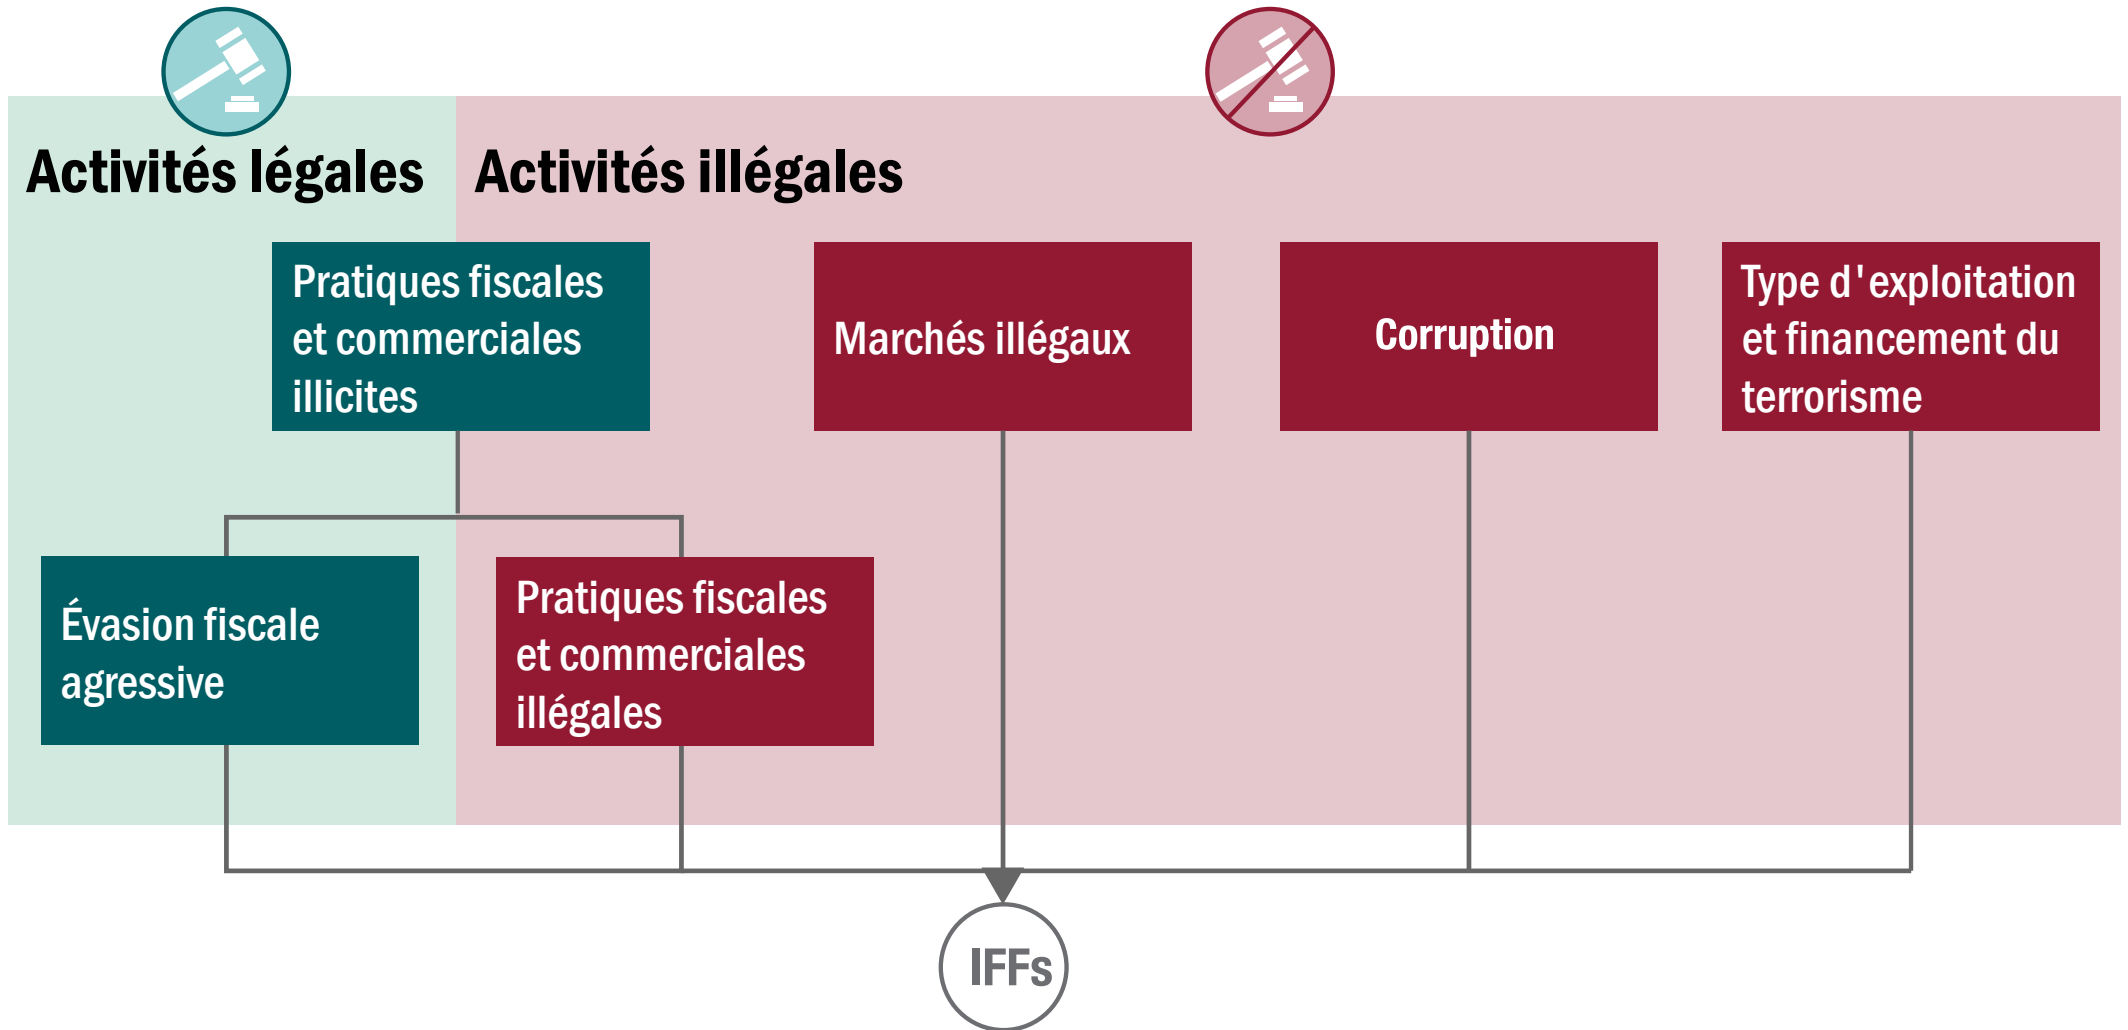 Activités légales
Activités illégales
Pratiques fiscales
et commerciales
illicites
Marchés illégaux
Corruption
Type d'exploitation
et financement du
terrorisme
Évasion fiscale
agressive
Pratiques fiscales
et commerciales
illégales
IFFs